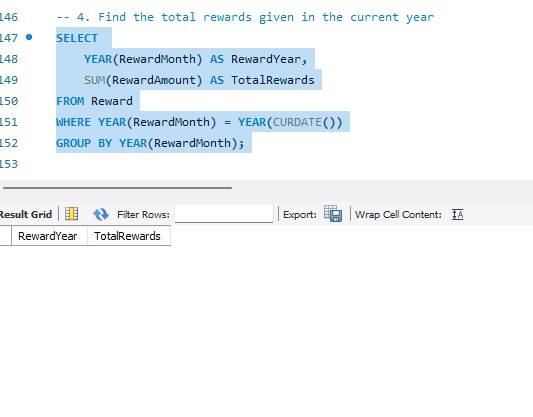 146 -- 4. Find the total rewards given in the current year
147 SELECT
148 YEAR(RewardMonth) AS RewardYear,
149 SUM(RewardAmount) AS TotalRewards
150 FROM Reward
151 WHERE YEAR(RewardMonth) = YEAR(CURDATE())
152 GROUP BY YEAR(RewardMonth);
153
Result Grid Filter Rows: Export: Wrap Cell Content: IA
RewardYear TotalRewards